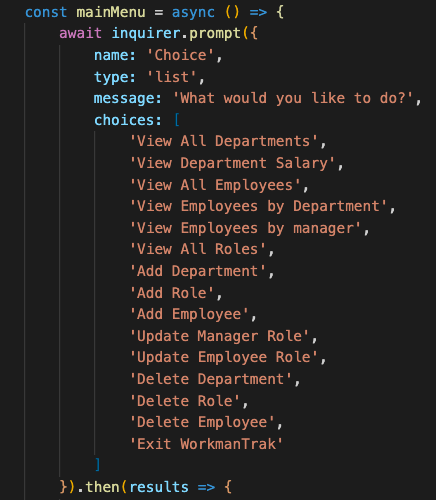 const mainMenu = async () => {
    await inquirer.prompt({
        name: 'Choice',
        type: 'list',
        message: 'What would you like to do?',
        choices: [
            'View All Departments',
            'View Department Salary',
            'View All Employees',
            'View Employees by Department',
            'View Employees by manager',
            'View All Roles',
            'Add Department',
            'Add Role',
            'Add Employee',
            'Update Manager Role',
            'Update Employee Role',
            'Delete Department',
            'Delete Role',
            'Delete Employee',
            'Exit WorkmanTrak'
        ]
    }).then(results => {